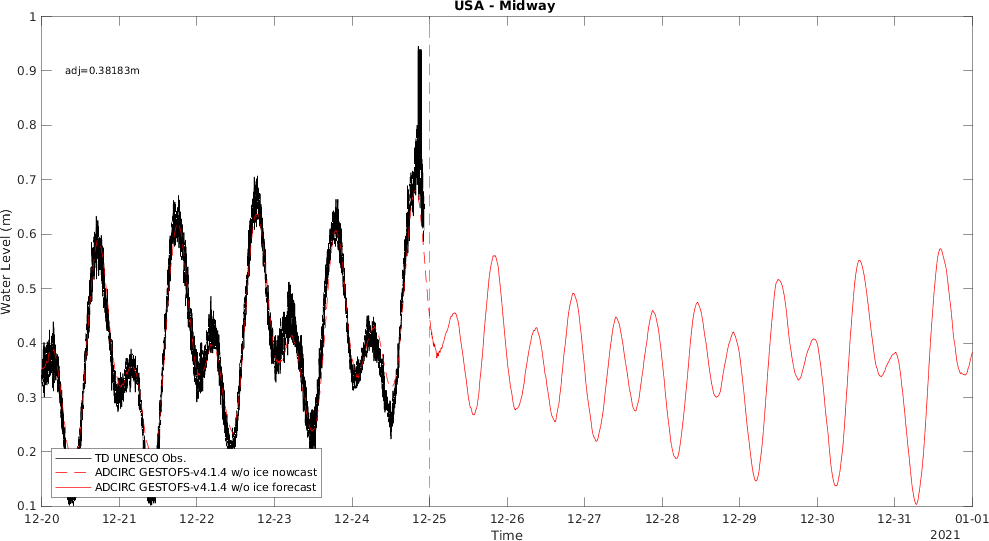 USA - Midway
1
0.9
0.8
0.7
0.6
0.5
0.4
0.3
0.2
0.1
Water Level (m)
adj=0.38183m
TD UNESCO Obs.
ADCIRC GESTOFS-v4.1.4 w/o ice nowcast
ADCIRC GESTOFS-v4.1.4 w/o ice forecast
12-20 12-21 12-22 12-23 12-24 12-25 12-26 12-27 12-28 12-29 12-30 12-31 01-01
Time
2021